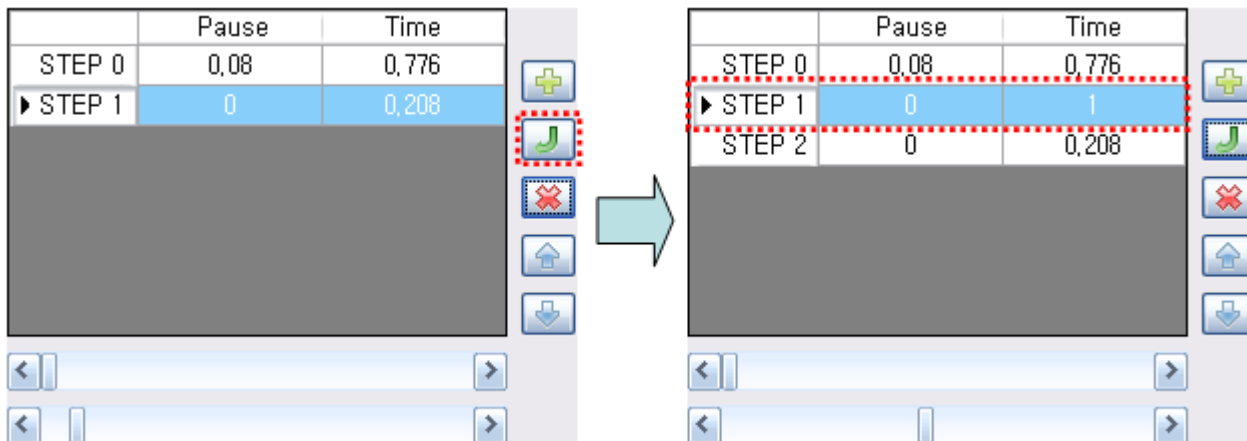 Pause Time
STEP 0 0,08 0,776
STEP 1 0 0,208
Pause Time
STEP 0 0,08 0,776
STEP 1 0 1
STEP 2 0 0,208